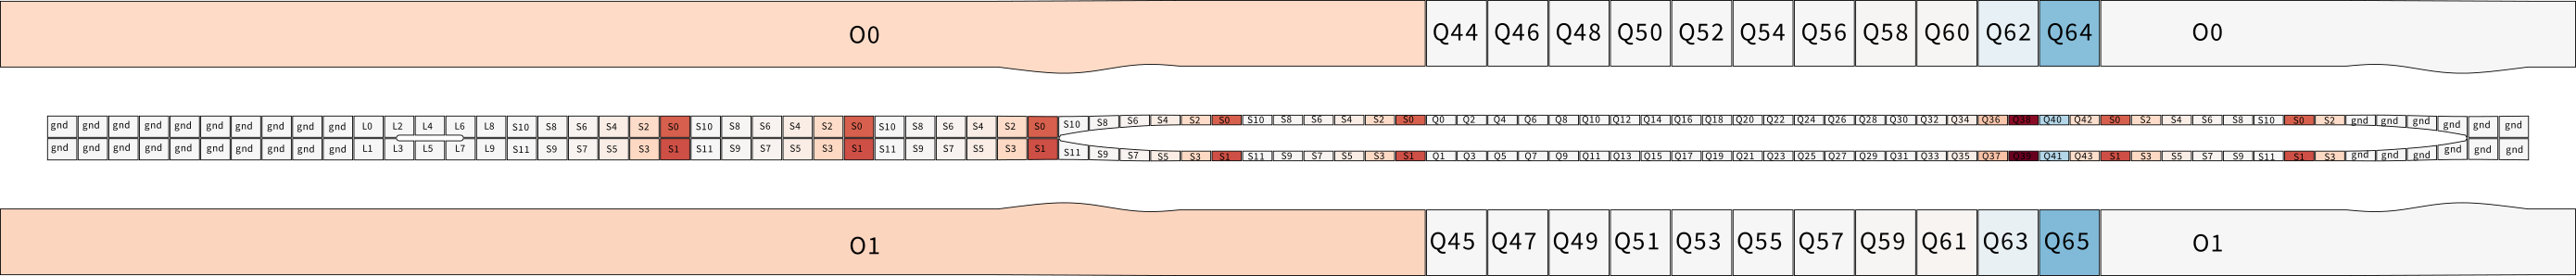 O0 Q44 Q46 Q48 Q50 Q52 Q54 Q56 Q58 Q60 Q62 Q64 O0
gnd gnd gnd gnd gnd gnd gnd gnd gnd gnd L0 L2 L4 L6 L8 S10 S8 S6 S4 S2 S0 S10 S8 S6 S4 S2 S0 S10 S8 S6 S4 S2 S0 S10 S8 S6 S4 S2 S0 S10 S8 S6 S4 S2 S0 Q0 Q2 Q4 Q6 Q8 Q10 Q12 Q14 Q16 Q18 Q20 Q22 Q24 Q26 Q28 Q30 Q32 Q34 Q36 Q38 Q40 Q42 S0 S2 S4 S6 S8 S10 S0 S2 gnd gnd gnd gnd gnd gnd
gnd gnd gnd gnd gnd gnd gnd gnd gnd gnd L1 L3 L5 L7 L9 S11 S9 S7 S5 S3 S1 S11 S9 S7 S5 S3 S1 S11 S9 S7 S5 S3 S1 S11 S9 S7 S5 S3 S1 S11 S9 S7 S5 S3 S1 Q1 Q3 Q5 Q7 Q9 Q11 Q13 Q15 Q17 Q19 Q21 Q23 Q25 Q27 Q29 Q31 Q33 Q35 Q37 Q39 Q41 Q43 S1 S3 S5 S7 S9 S11 S1 S3 gnd gnd gnd gnd gnd gnd
O1 Q45 Q47 Q49 Q51 Q53 Q55 Q57 Q59 Q61 Q63 Q65 O1